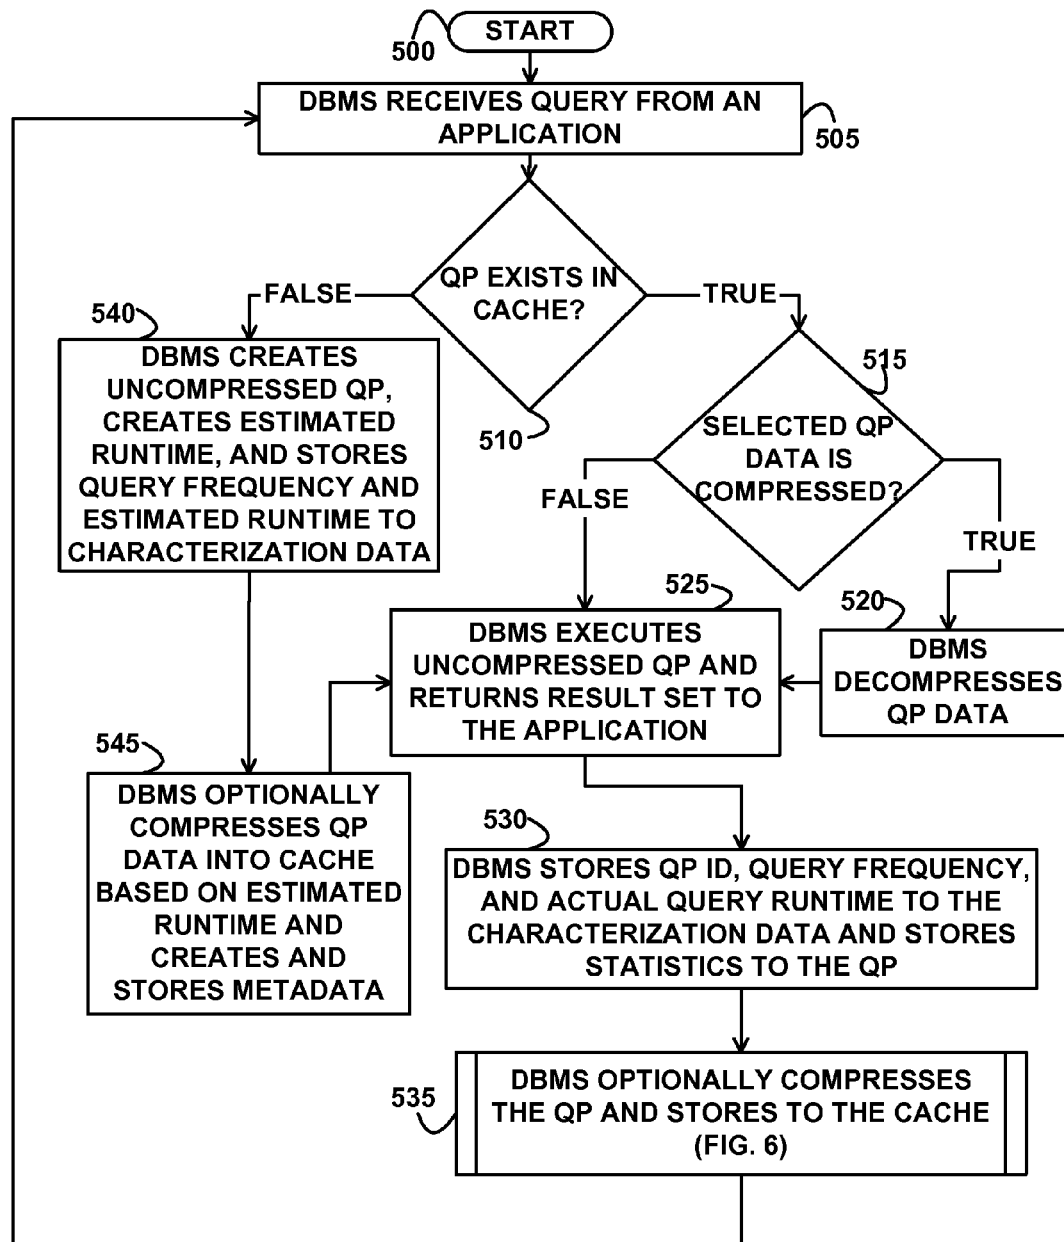 START
500
DBMS RECEIVES QUERY FROM AN
APPLICATION
505
QP EXISTS IN
CACHE?
FALSE
TRUE
510
540
DBMS CREATES
UNCOMPRESSED QP,
CREATES ESTIMATED
RUNTIME, AND STORES
QUERY FREQUENCY AND
ESTIMATED RUNTIME TO
CHARACTERIZATION DATA
515
SELECTED QP
DATA IS
COMPRESSED?
FALSE
TRUE
525
DBMS EXECUTES
UNCOMPRESSED QP AND
RETURNS RESULT SET TO
THE APPLICATION
520
DBMS
DECOMPRESSES
QP DATA
545
DBMS OPTIONALLY
COMPRESSES QP
DATA INTO CACHE
BASED ON ESTIMATED
RUNTIME AND
CREATES AND
STORES METADATA
530
DBMS STORES QP ID, QUERY FREQUENCY,
AND ACTUAL QUERY RUNTIME TO THE
CHARACTERIZATION DATA AND STORES
STATISTICS TO THE QP
535
DBMS OPTIONALLY COMPRESSES
THE QP AND STORES TO THE CACHE
(FIG. 6)